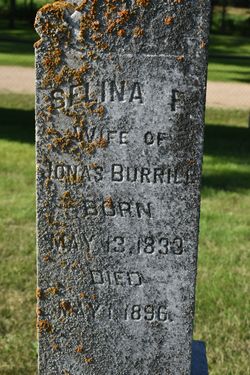 SELINA F.
WIFE OF
JONAS BURRILL
BORN
MAY 13, 1833
DIED
MAY 1, 1896.